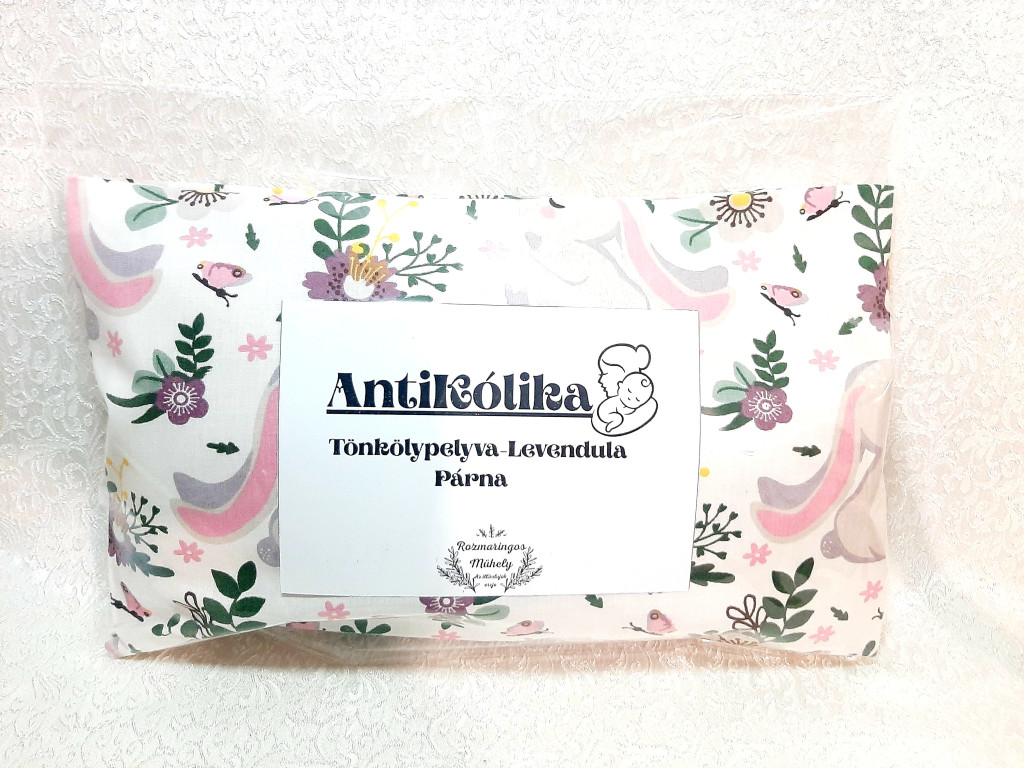 Antikólika
Tönkölypelyva-Levendula
Párna
Rozmaringos
Műhely